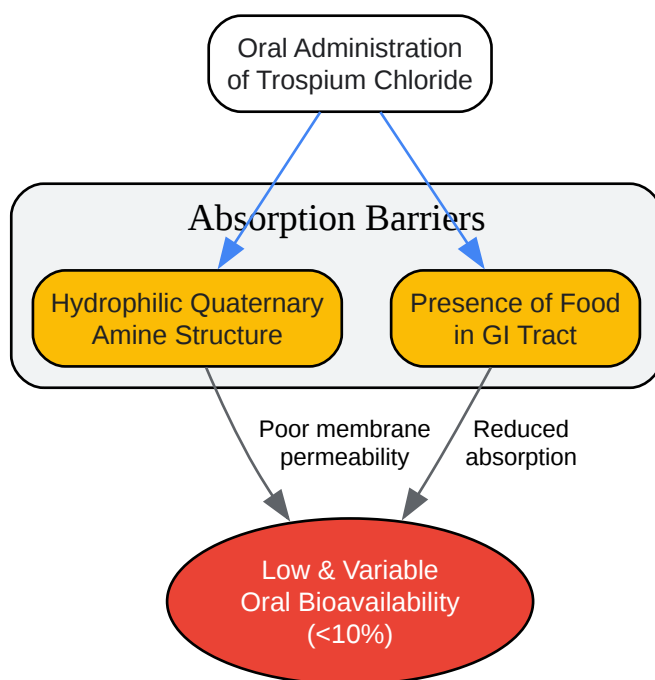 Oral Administration
of Trospium Chloride
Absorption Barriers
Hydrophilic Quaternary
Amine Structure
Presence of Food
in GI Tract
Poor membrane
permeability
Reduced
absorption
Low & Variable
Oral Bioavailability
(<10%)